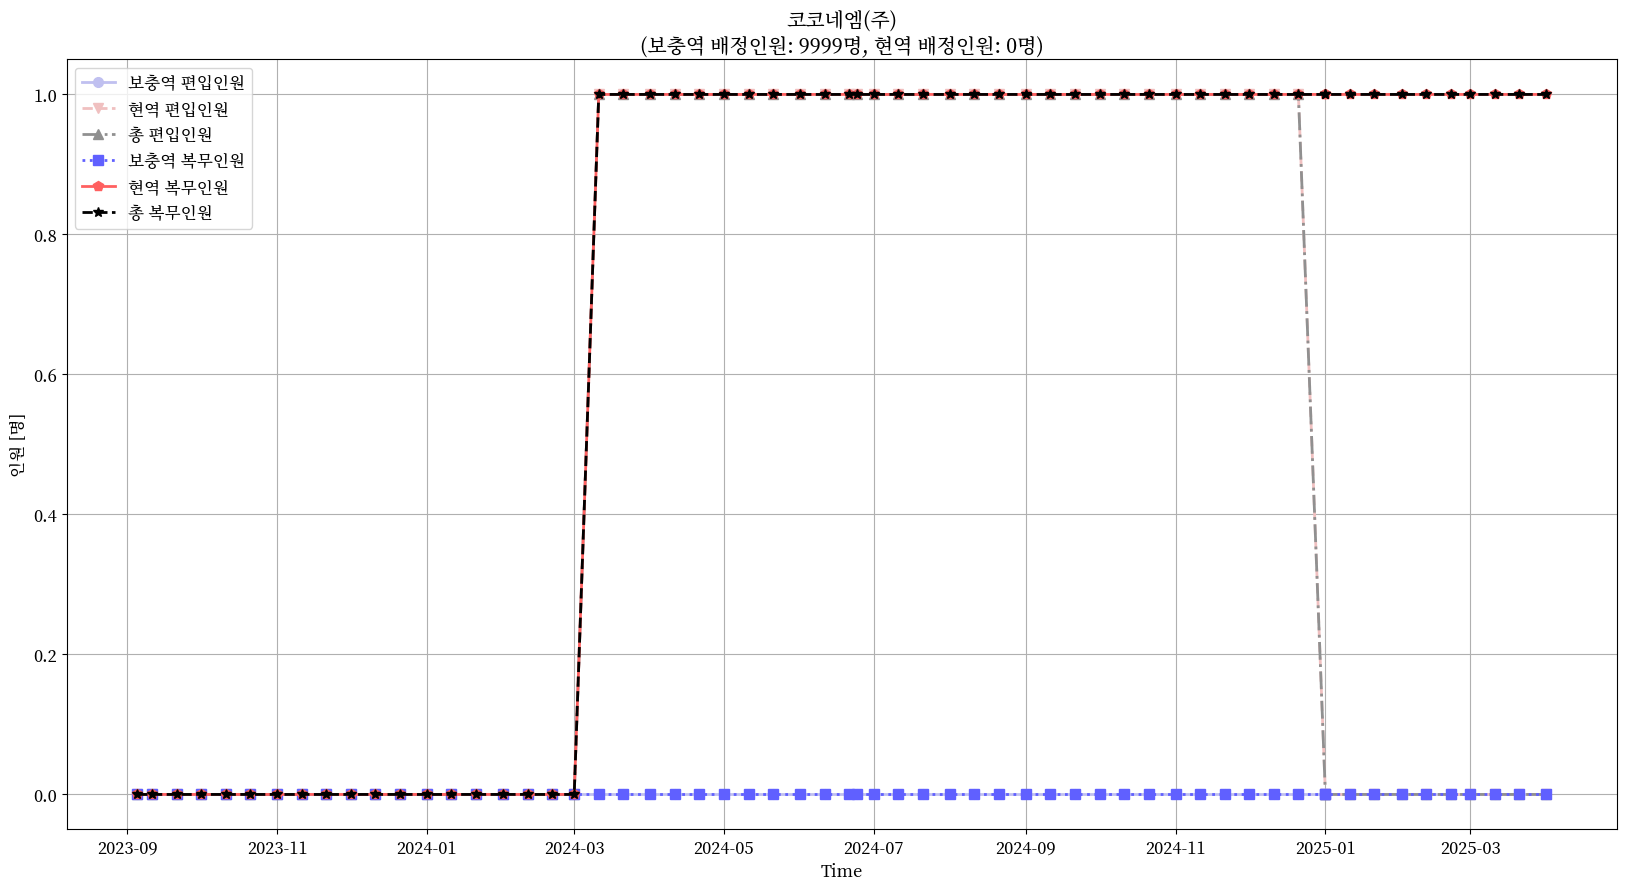 코코네엠(주)
(보충역 배정인원: 9999명, 현역 배정인원: 0명)
보충역 편입인원
현역 편입인원
총 편입인원
보충역 복무인원
현역 복무인원
총 복무인원
1.0
0.8
0.6
0.4
0.2
0.0
인원 [명]
2023-09
2023-11
2024-01
2024-03
2024-05
2024-07
2024-09
2024-11
2025-01
2025-03
Time